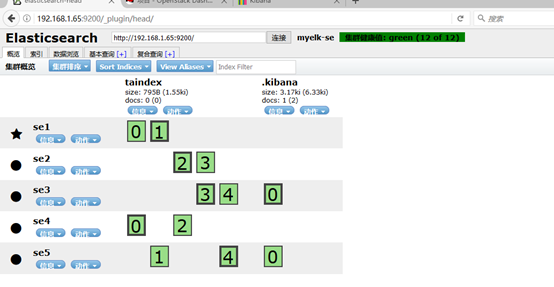 elasticsearch-head
Kibana
192.168.1.65:9200/_plugin/head/
搜索
Elasticsearch
http://192.168.1.65:9200/
连接
myelk-se
集群健康值: green (12 of 12)
概览 索引 数据浏览 基本查询 [+] 复合查询 [+]
集群概览 集群排序 Sort Indices View Aliases Index Filter
taindex .kibana
size: 795B (1.55ki) size: 3.17ki (6.33ki)
docs: 0 (0) docs: 1 (2)
信息 动作 信息 动作
se1 0 1
信息 动作
se2 2 3
信息 动作
se3 3 4 0
信息 动作
se4 0 2
信息 动作
se5 1 4 0
信息 动作